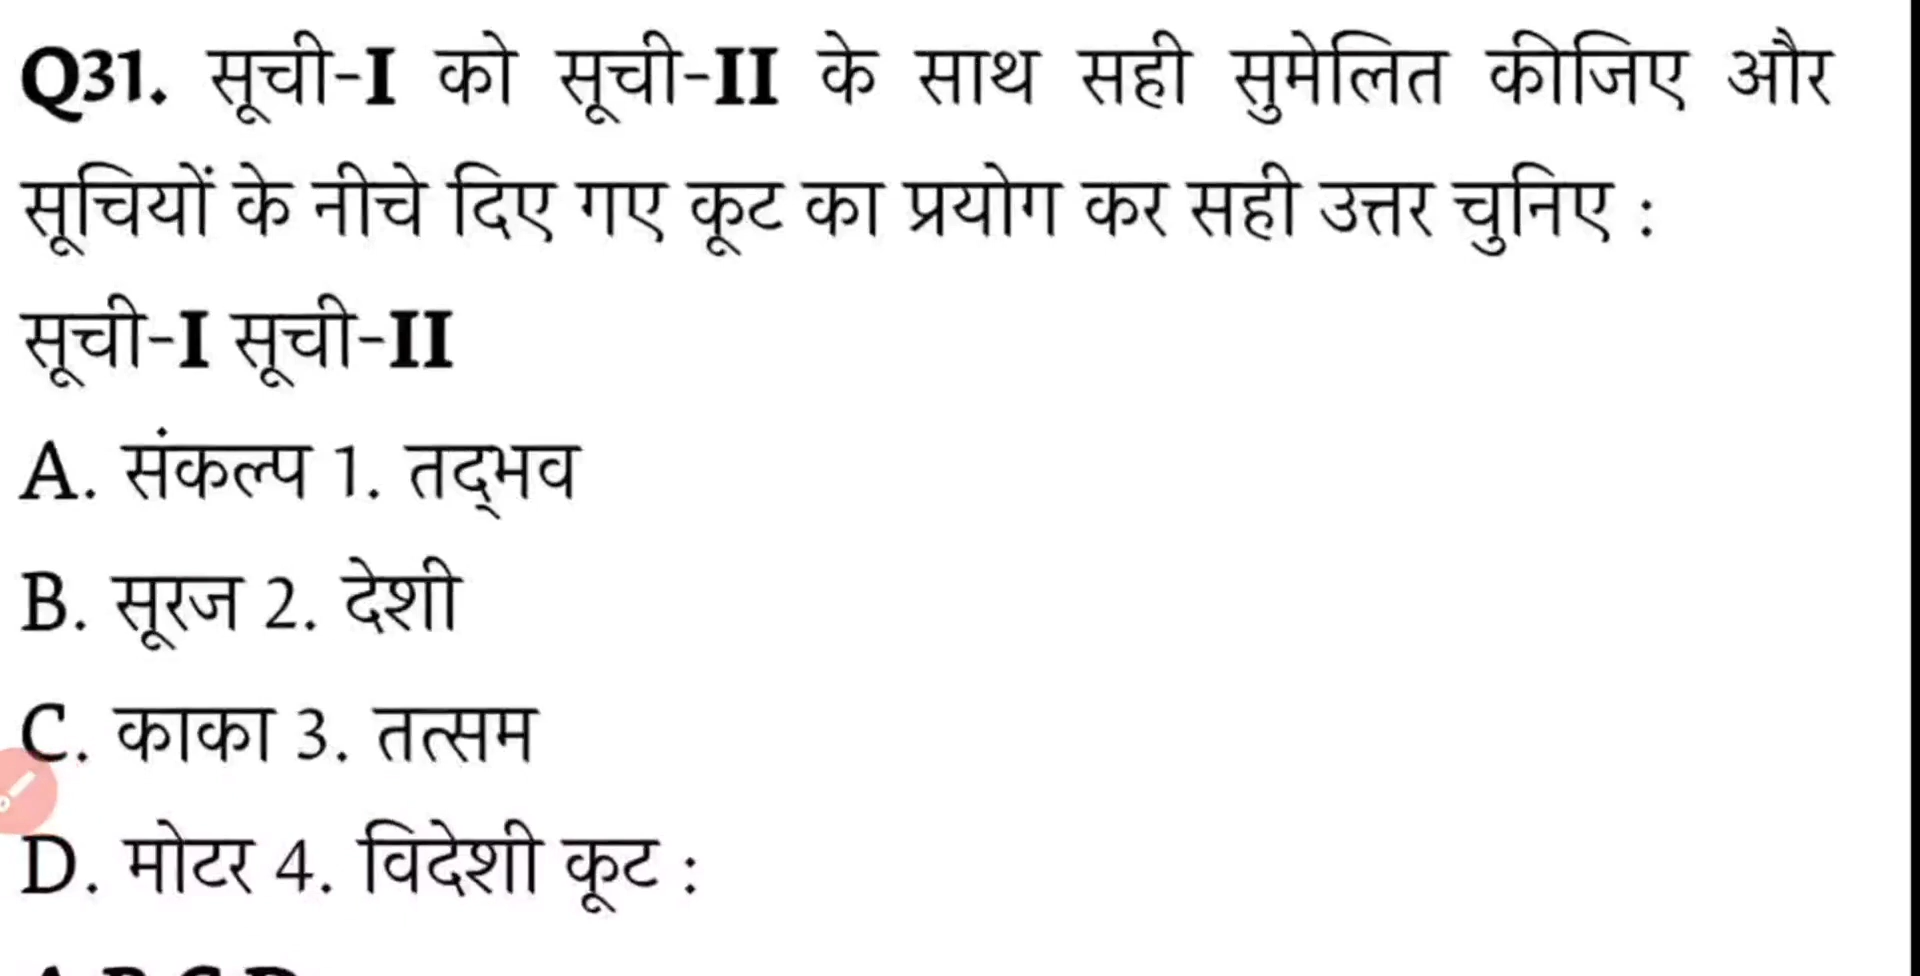 Q31. सूची-I को सूची-II के साथ सही सुमेलित कीजिए और
सूचियों के नीचे दिए गए कूट का प्रयोग कर सही उत्तर चुनिए :
सूची-I सूची-II
A. संकल्प 1. तद्‌भव
B. सूरज 2. देशी
C. काका 3. तत्सम
D. मोटर 4. विदेशी कूट :